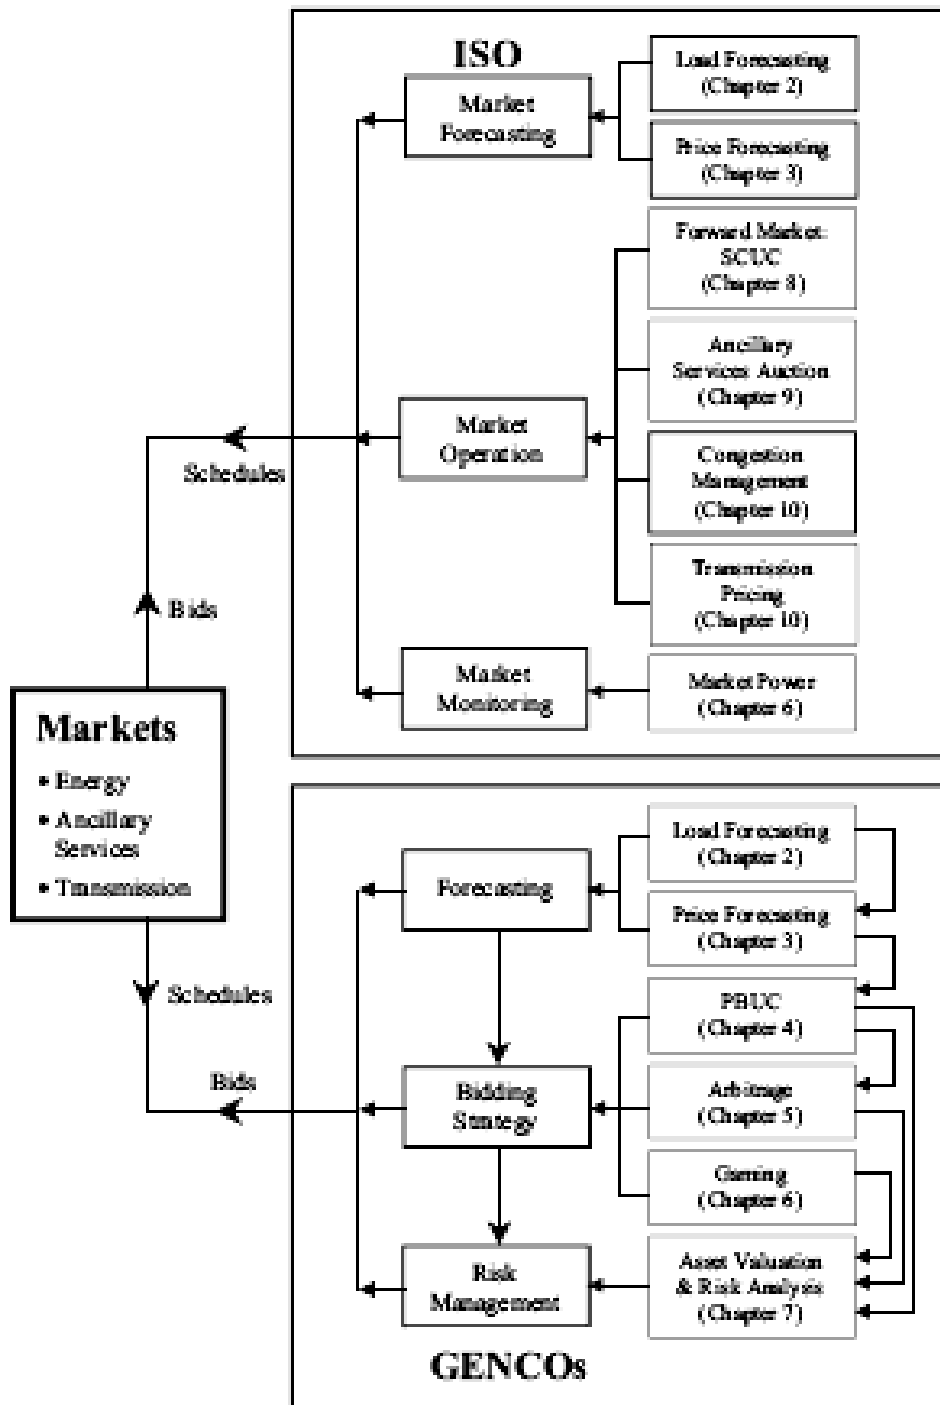 ISO
Market
Forecasting
Load Forecasting
(Chapter 2)
Price Forecasting
(Chapter 3)
Forward Market:
SCUC
(Chapter 8)
Ancillary
Services Auction
(Chapter 9)
Market
Operation
Congestion
Management
(Chapter 10)
Transmission
Pricing
(Chapter 10)
Market
Monitoring
Market Power
(Chapter 6)
Schedules
Bids
Markets
• Energy
• Ancillary
Services
• Transmission
Schedules
Bids
Forecasting
Load Forecasting
(Chapter 2)
Price Forecasting
(Chapter 3)
PBUC
(Chapter 4)
Bidding
Strategy
Arbitrage
(Chapter 5)
Gaming
(Chapter 6)
Risk
Management
Asset Valuation
& Risk Analysis
(Chapter 7)
GENCOs